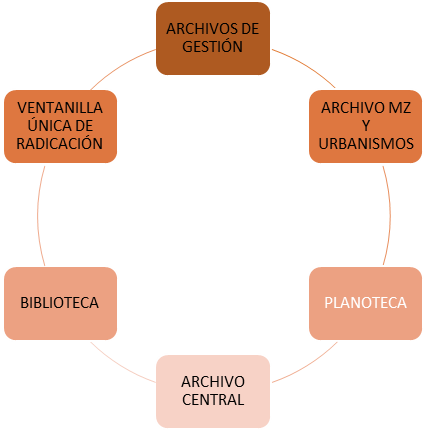 ARCHIVOS DE
GESTIÓN
ARCHIVO MZ
Y
URBANISMOS
PLANOTECA
ARCHIVO
CENTRAL
BIBLIOTECA
VENTANILLA
ÚNICA DE
RADICACIÓN